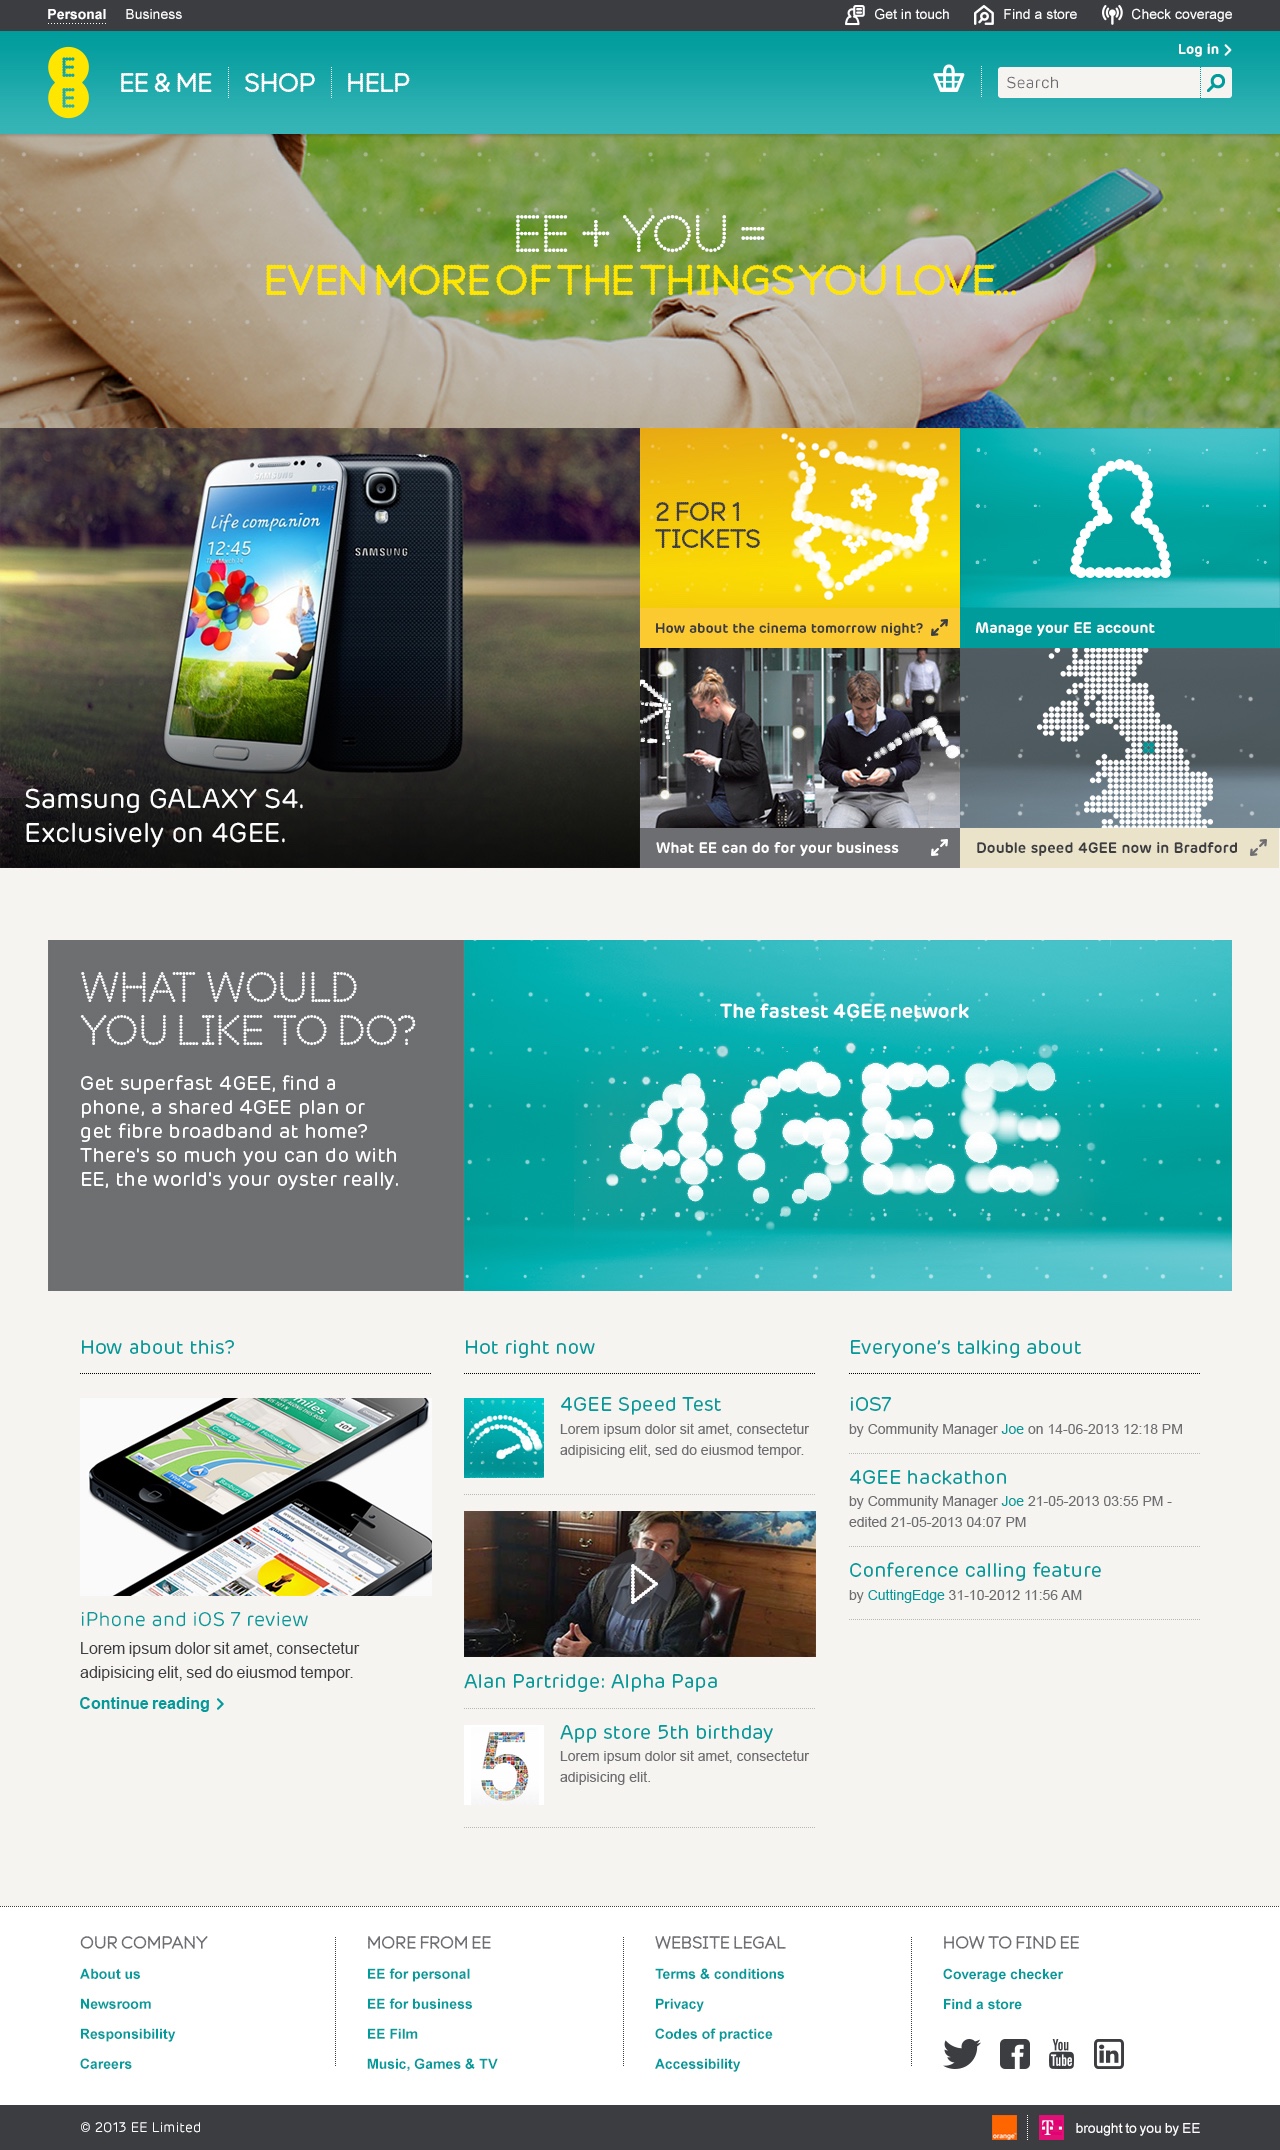 Personal Business Get in touch Find a store Check coverage
Log in
EE
EE & ME SHOP HELP Search
EE + YOU =
EVEN MORE OF THE THINGS YOU LOVE...
SAMSUNG
12:45
Life companion
12:45
SAMSUNG
Samsung GALAXY S4.
Exclusively on 4GEE.
2 FOR 1
TICKETS
How about the cinema tomorrow night?
Manage your EE account
What EE can do for your business
Double speed 4GEE now in Bradford
WHAT WOULD
YOU LIKE TO DO?
Get superfast 4GEE, find a
phone, a shared 4GEE plan or
get fibre broadband at home?
There's so much you can do with
EE, the world's your oyster really.
The fastest 4GEE network
4GEE
How about this?
miles
101
theguardian
iPhone and iOS 7 review
Lorem ipsum dolor sit amet, consectetur
adipisicing elit, sed do eiusmod tempor.
Continue reading
Hot right now
4GEE Speed Test
Lorem ipsum dolor sit amet, consectetur
adipisicing elit, sed do eiusmod tempor.
Alan Partridge: Alpha Papa
5
App store 5th birthday
Lorem ipsum dolor sit amet, consectetur
adipisicing elit.
Everyone’s talking about
iOS7
by Community Manager Joe on 14-06-2013 12:18 PM
4GEE hackathon
by Community Manager Joe 21-05-2013 03:55 PM -
edited 21-05-2013 04:07 PM
Conference calling feature
by CuttingEdge 31-10-2012 11:56 AM
OUR COMPANY
About us
Newsroom
Responsibility
Careers
MORE FROM EE
EE for personal
EE for business
EE Film
Music, Games & TV
WEBSITE LEGAL
Terms & conditions
Privacy
Codes of practice
Accessibility
HOW TO FIND EE
Coverage checker
Find a store
You
Tube
in
© 2013 EE Limited
orange T brought to you by EE